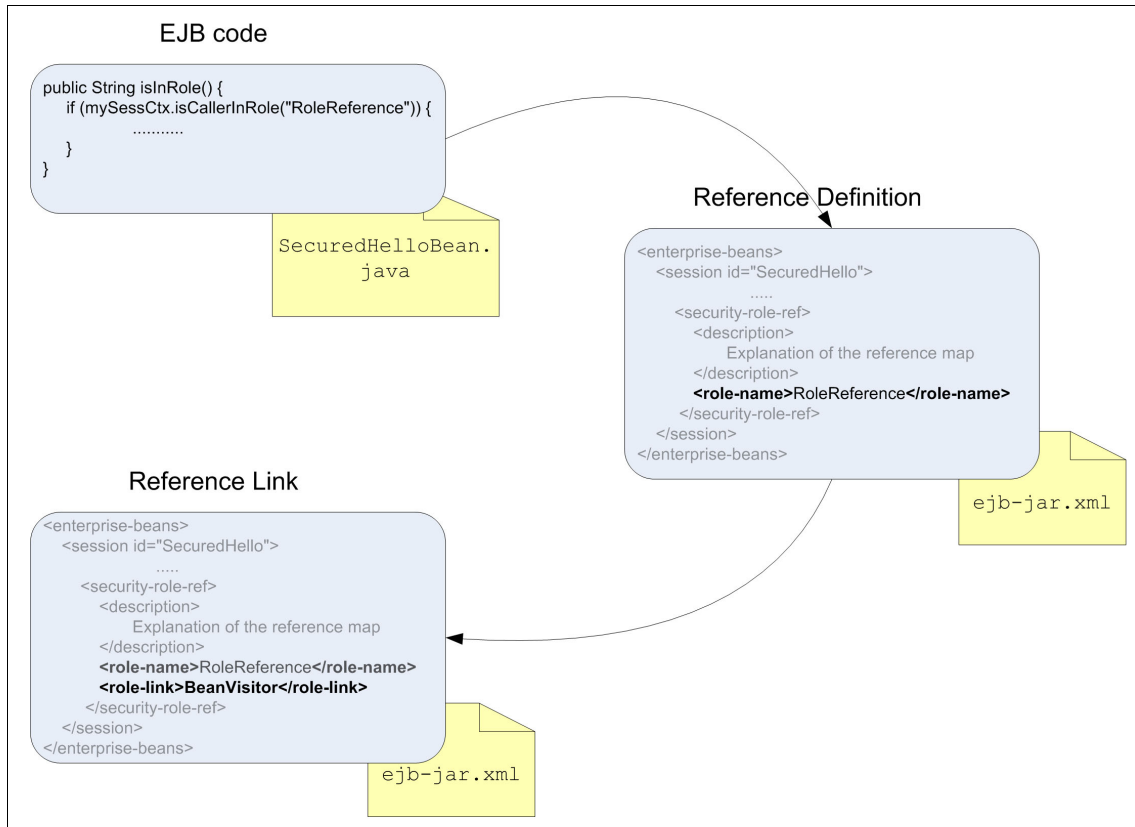 EJB code
public String isInRole() {
if (mySessCtx.isCallerInRole("RoleReference")) {
...........
}
}
SecuredHelloBean.
java
Reference Definition
<enterprise-beans>
<session id="SecuredHello">
.....
<security-role-ref>
<description>
Explanation of the reference map
</description>
<role-name>RoleReference</role-name>
</security-role-ref>
</session>
</enterprise-beans>
ejb-jar.xml
Reference Link
<enterprise-beans>
<session id="SecuredHello">
.....
<security-role-ref>
<description>
Explanation of the reference map
</description>
<role-name>RoleReference</role-name>
<role-link>BeanVisitor</role-link>
</security-role-ref>
</session>
</enterprise-beans>
ejb-jar.xml